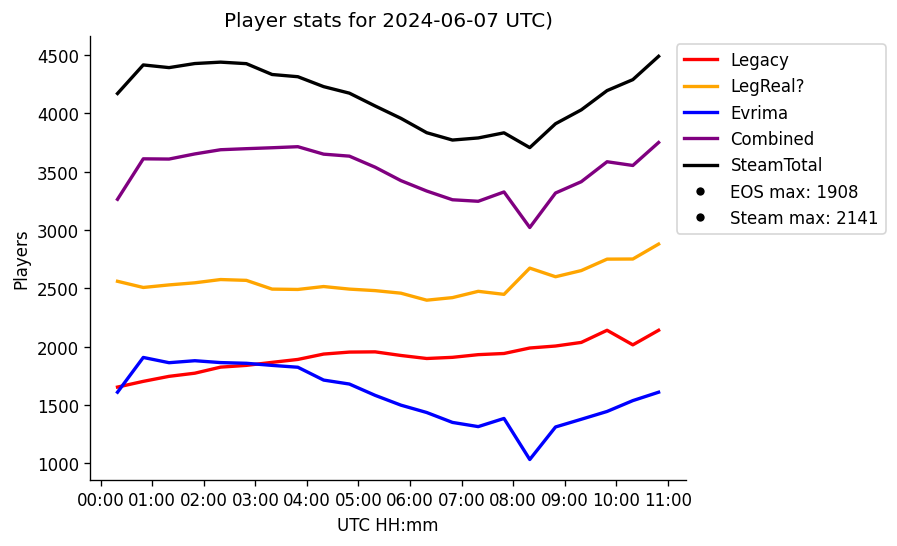 Player stats for 2024-06-07 UTC)
Players
4500
4000
3500
3000
2500
2000
1500
1000
00:00 01:00 02:00 03:00 04:00 05:00 06:00 07:00 08:00 09:00 10:00 11:00
UTC HH:mm
Legacy
LegReal?
Evrima
Combined
SteamTotal
EOS max: 1908
Steam max: 2141